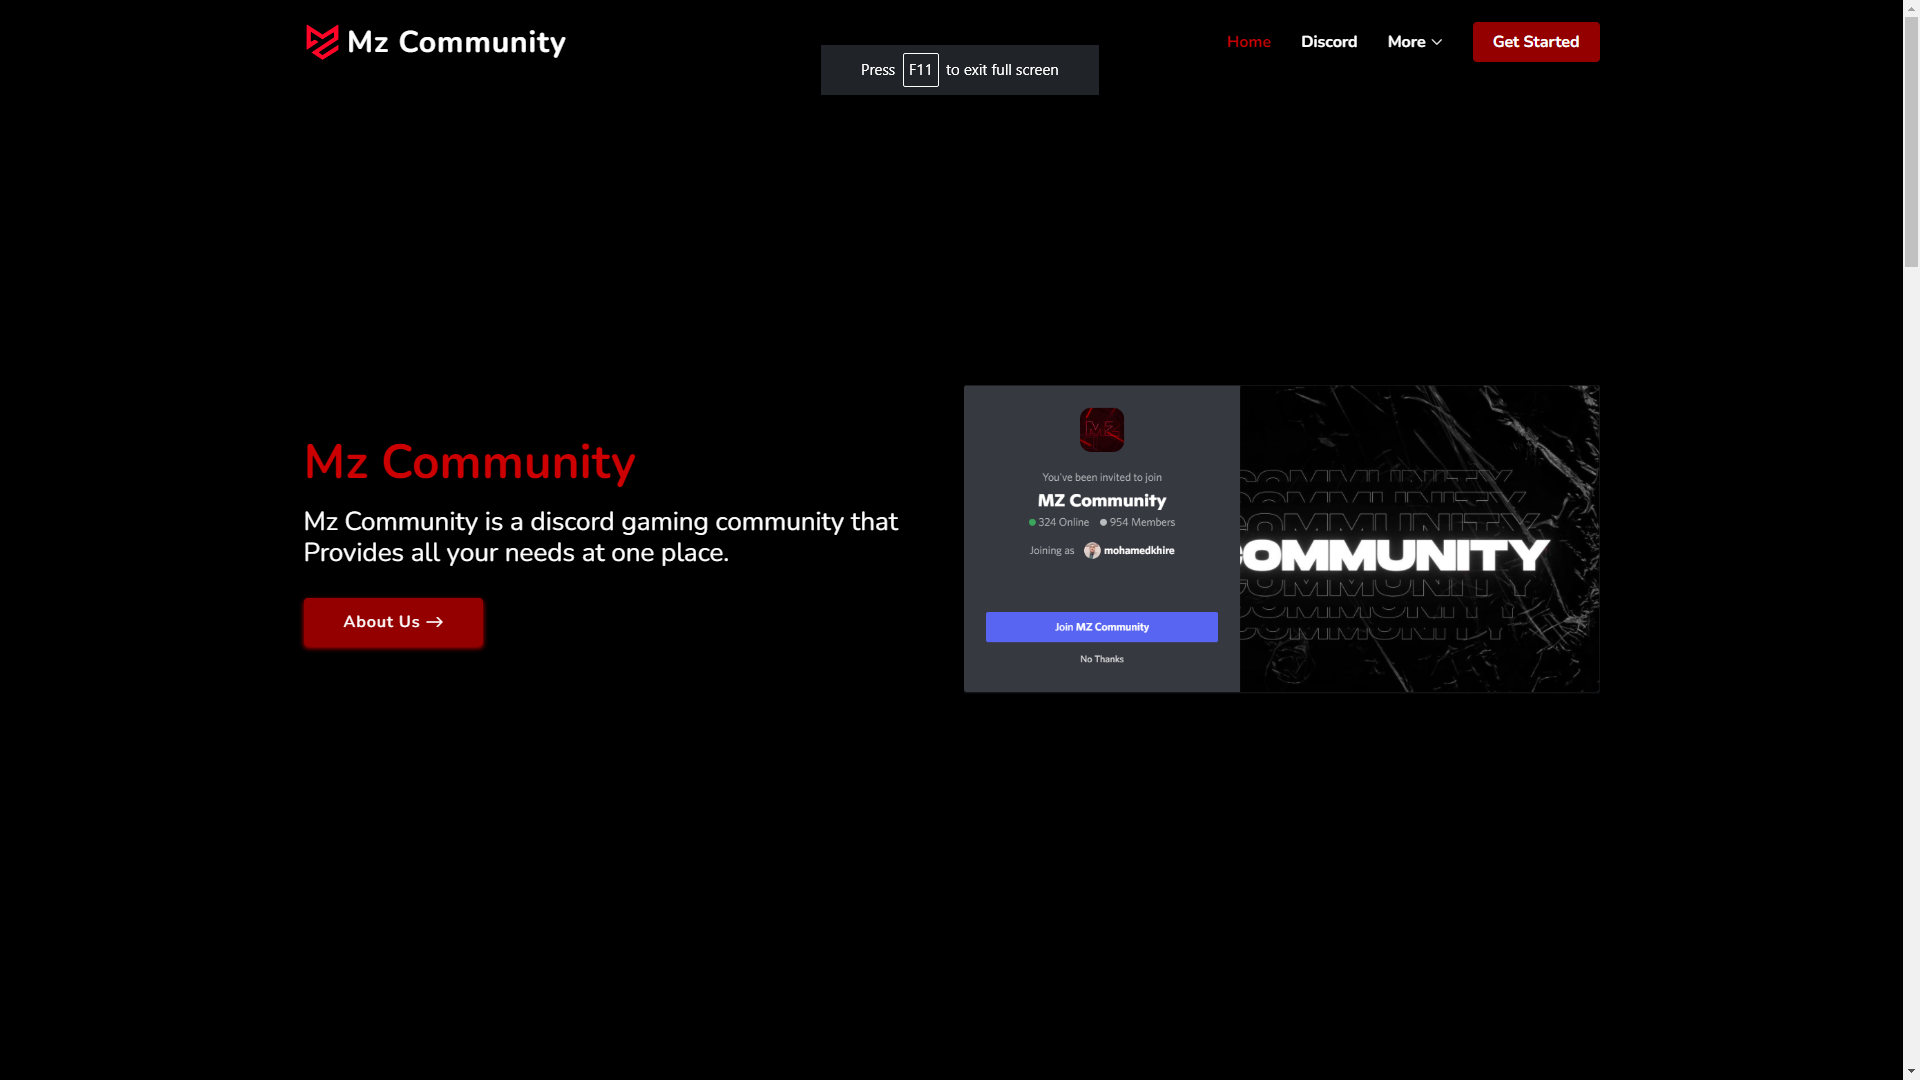 Mz Community
Home
Discord
More
Get Started
Press F11 to exit full screen
Mz Community
Mz Community is a discord gaming community that
Provides all your needs at one place.
About Us →
MZ
You've been invited to join
MZ Community
324 Online 954 Members
Joining as mohamedkhire
Join MZ Community
No Thanks
COMMUNITY
COMMUNITY
COMMUNITY
COMMUNITY
COMMUNITY
COMMUNITY
COMMUNITY